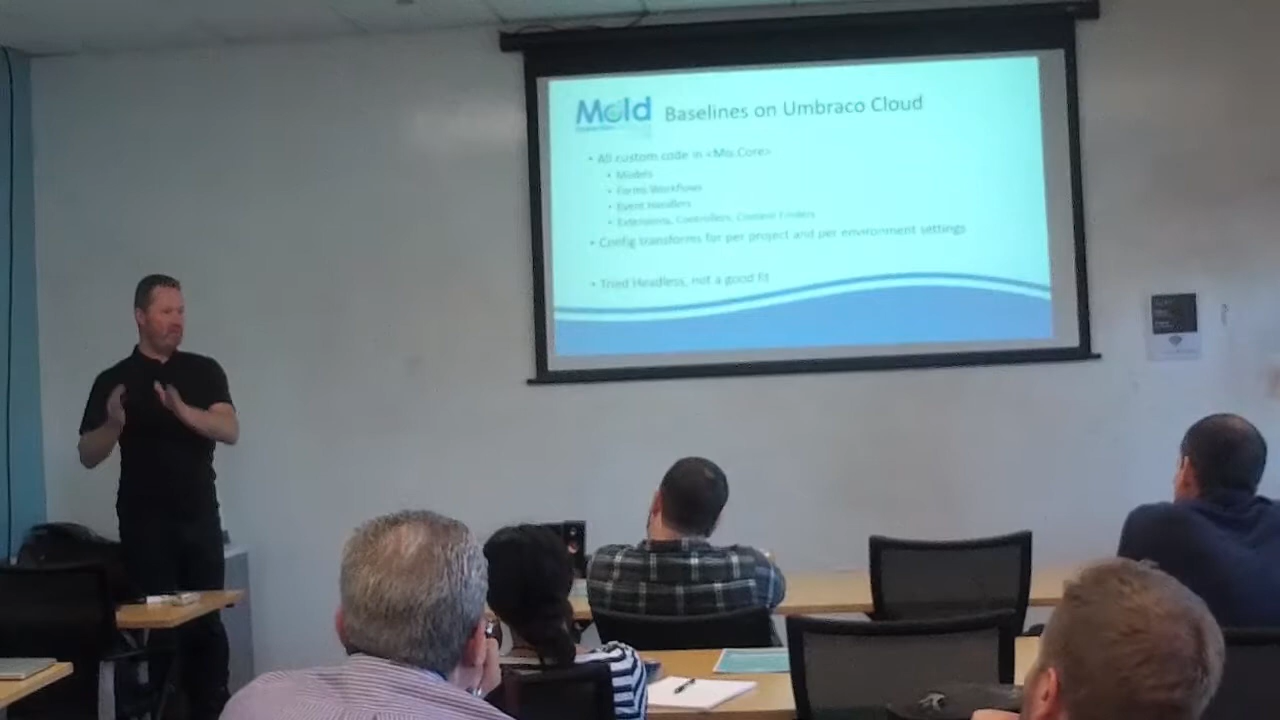 Mold
Baselines on Umbraco Cloud
• All custom code in <Moi.Core>
• Models
• Forms Workflows
• Event Handlers
• Extensions, Controllers, Content Finders
• Config transforms for per project and per environment settings
• Tried Headless, not a good fit